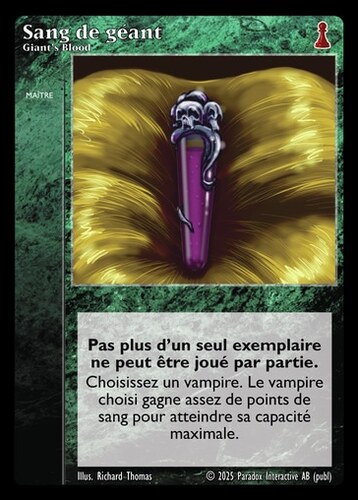 Sang de géant
Giant's Blood
MAÎTRE
Pas plus d'un seul exemplaire
ne peut être joué par partie.
Choisissez un vampire. Le vampire
choisi gagne assez de points de
sang pour atteindre sa capacité
maximale.
Illus. Richard Thomas © 2025 Paradox Interactive AB (publ)